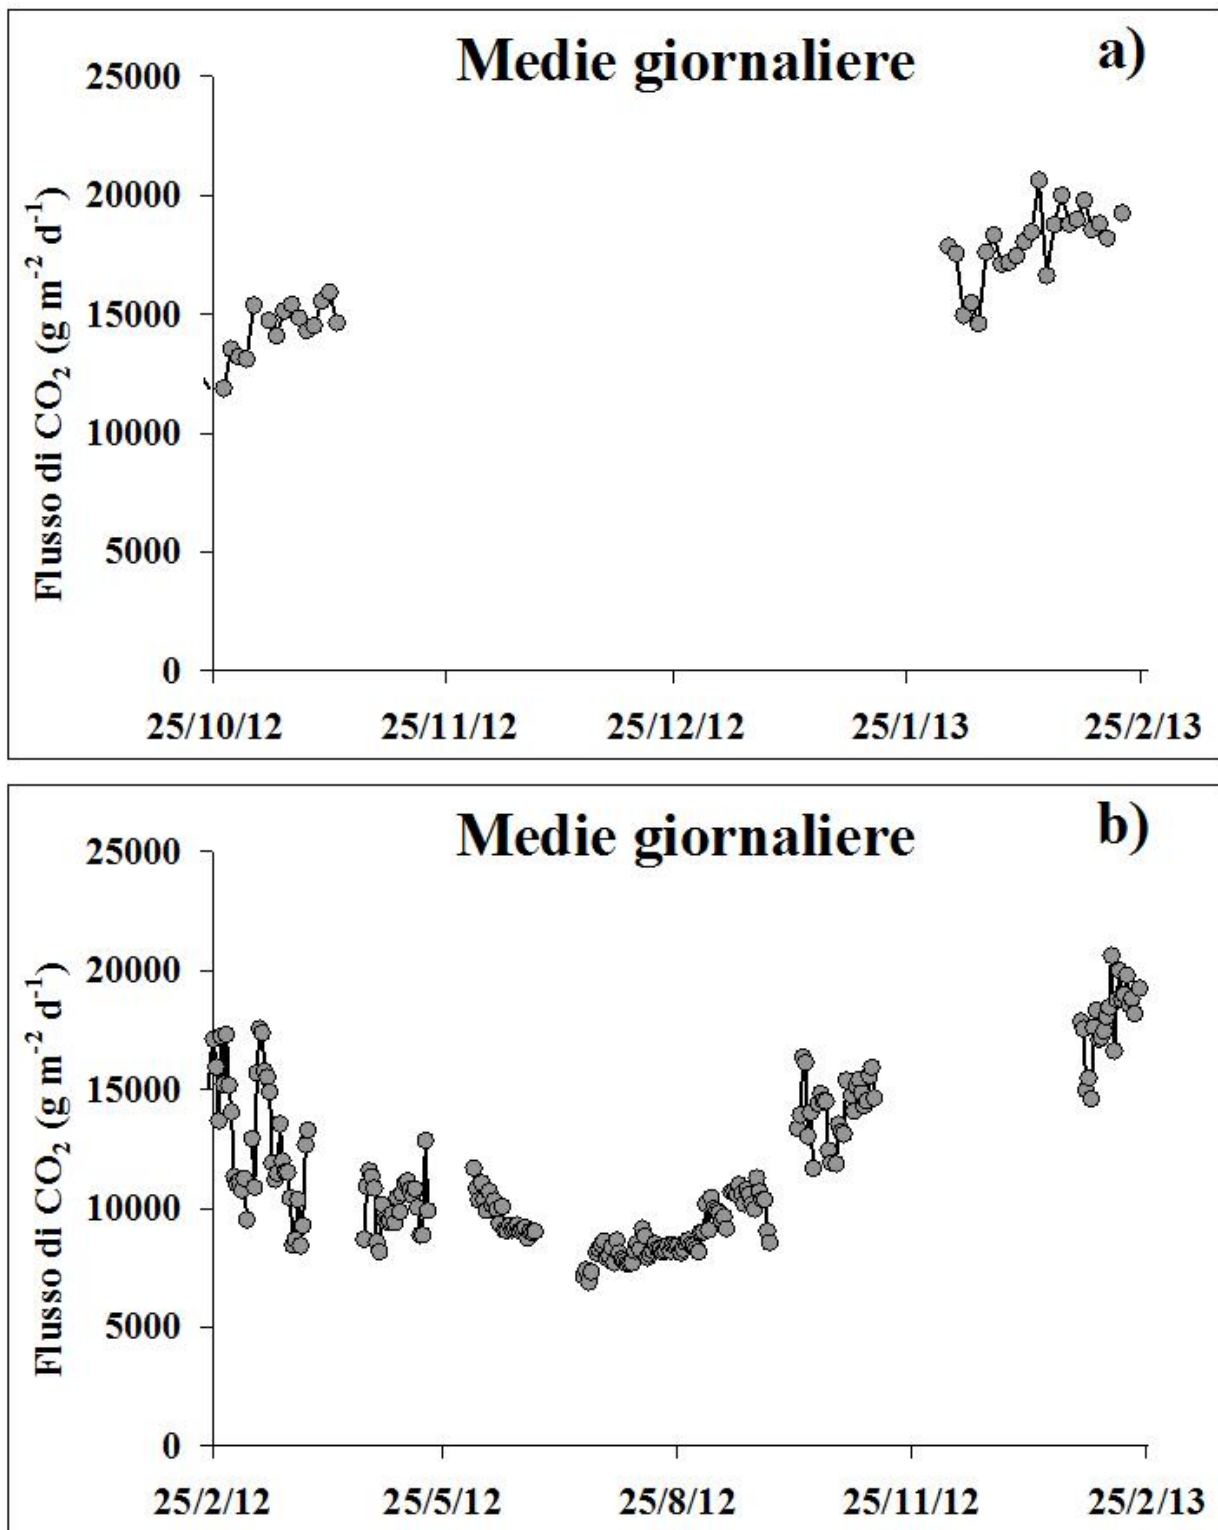 Medie giornaliere
a)
25000
20000
15000
10000
5000
0
Flusso di CO₂ (g m⁻² d⁻¹)
25/10/12 25/11/12 25/12/12 25/1/13 25/2/13
Medie giornaliere
b)
25000
20000
15000
10000
5000
0
Flusso di CO₂ (g m⁻² d⁻¹)
25/2/12 25/5/12 25/8/12 25/11/12 25/2/13